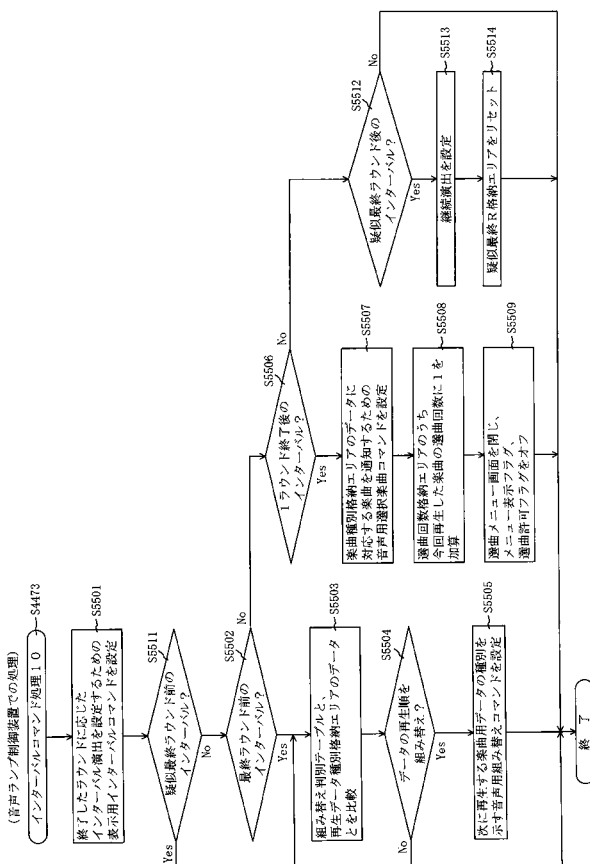 (音声ランプ制御装置での処理)
インターバルコマンド処理10
S4473
終了したラウンドに応じた
インターバル演出を設定するための
表示用インターバルコマンドを設定
S5501
疑似最終ラウンド前の
インターバル?
S5511
Yes
No
最終ラウンド前の
インターバル?
S5502
No
Yes
組み替え判別テーブルと、
再生データ種別格納エリアのデータ
とを比較
S5503
データの再生順を
組み替え?
S5504
No
Yes
次に再生する楽曲用データの種別を
示す音声用組み替えコマンドを設定
S5505
終了
1ラウンド終了後の
インターバル?
S5506
No
Yes
楽曲種別格納エリアのデータに
対応する楽曲を通知するための
音声用選択楽曲コマンドを設定
S5507
選曲回数格納エリアのうち
今回再生した楽曲の選曲回数に1を
加算
S5508
選曲メニュー画面を閉じ、
メニュー表示フラグ、
選曲許可フラグをオフ
S5509
疑似最終ラウンド後の
インターバル?
S5512
No
Yes
継続演出を設定
S5513
疑似最終R格納エリアをリセット
S5514